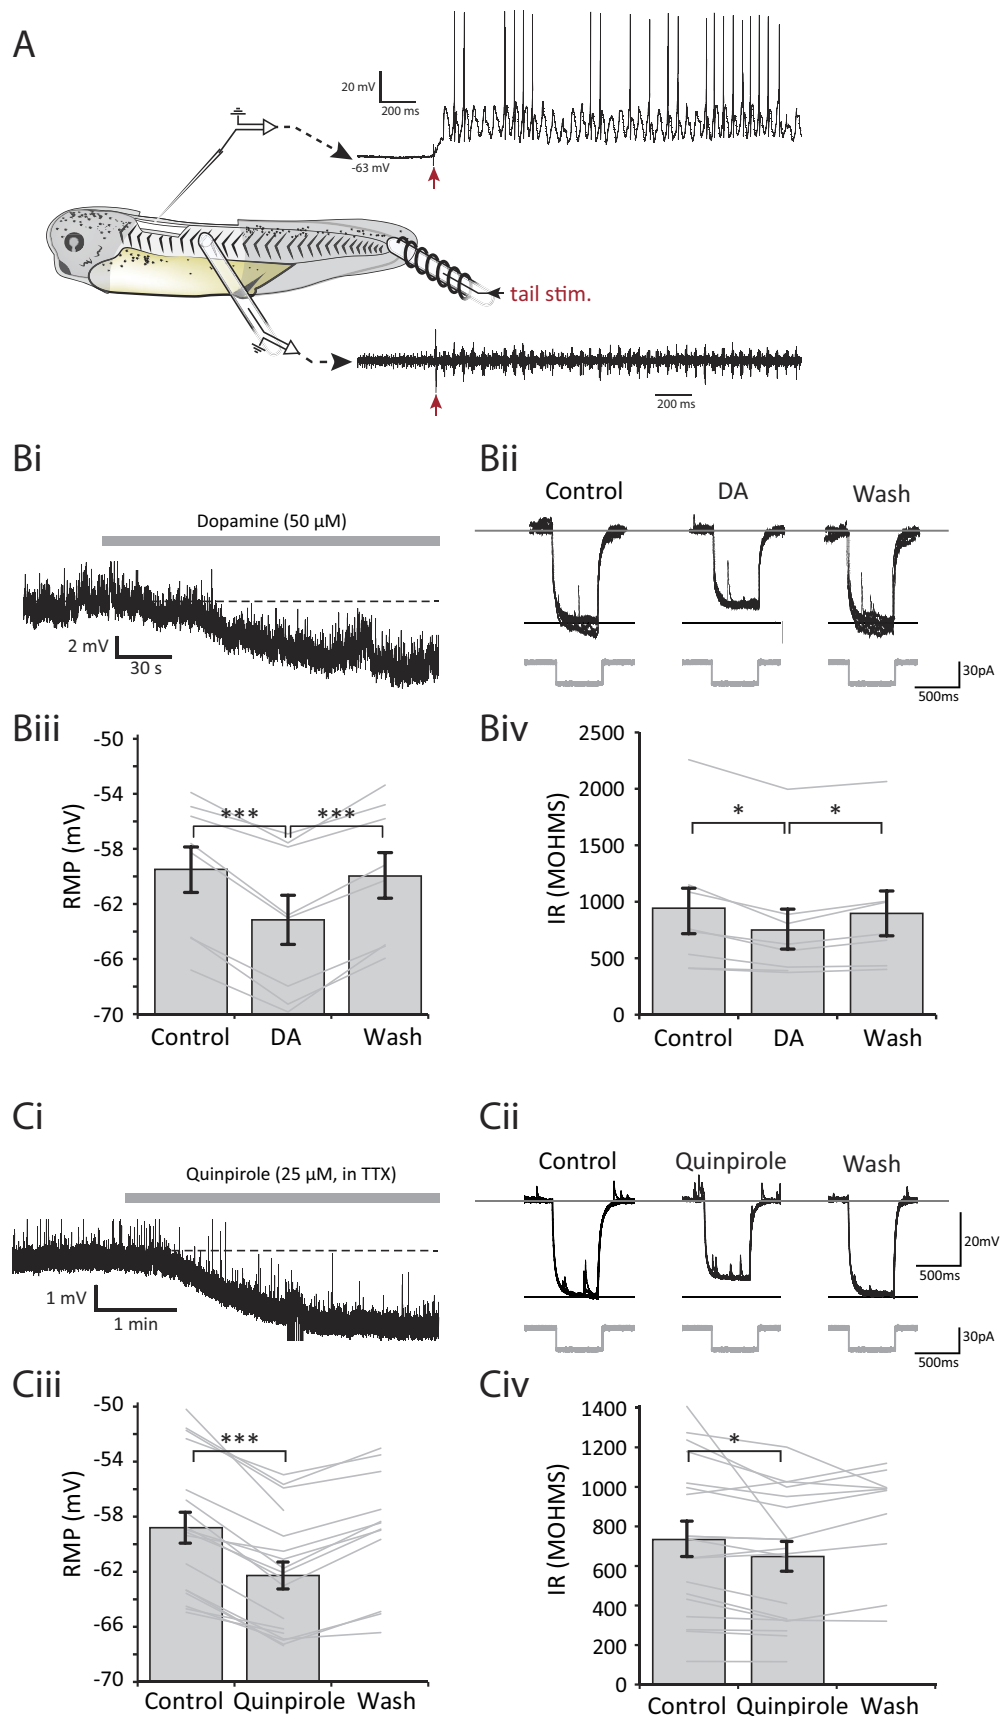 A
20 mV
200 ms
-63 mV
tail stim.
200 ms
Bi
Dopamine (50 µM)
2 mV
30 s
Bii
Control DA Wash
30pA
500ms
Biii
-50
-54
-58
-62
-66
-70
RMP (mV)
*** ***
Control DA Wash
Biv
2500
2000
1500
1000
500
0
IR (MOHMS)
* *
Control DA Wash
Ci
Quinpirole (25 µM, in TTX)
1 mV
1 min
Cii
Control Quinpirole Wash
20mV
500ms
30pA
500ms
Ciii
-50
-54
-58
-62
-66
-70
RMP (mV)
***
Control Quinpirole Wash
Civ
1400
1200
1000
800
600
400
200
0
IR (MOHMS)
*
Control Quinpirole Wash